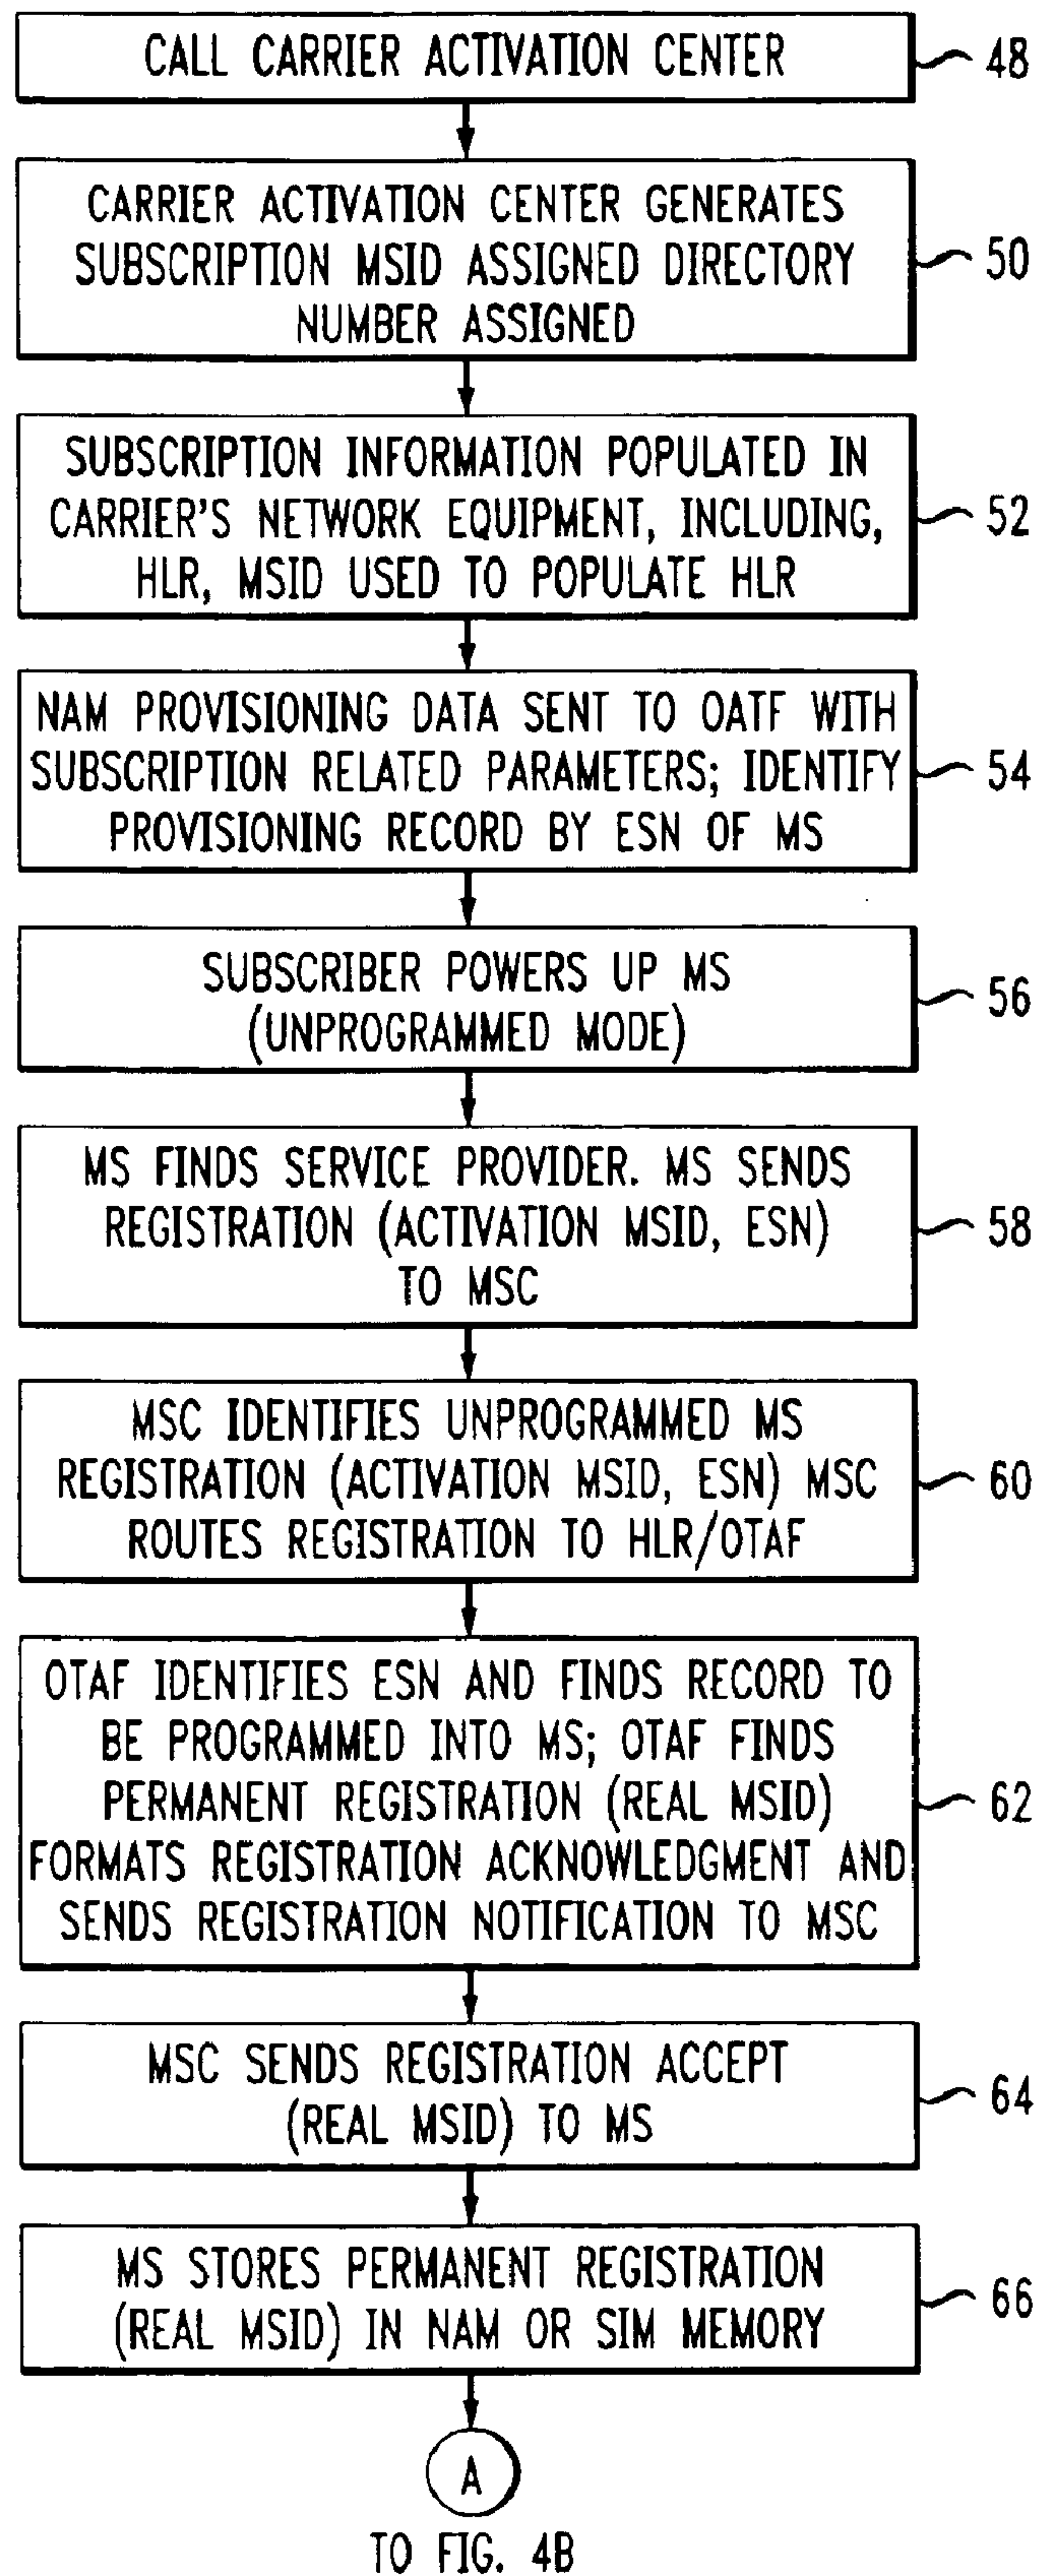 CALL CARRIER ACTIVATION CENTER
48
CARRIER ACTIVATION CENTER GENERATES
SUBSCRIPTION MSID ASSIGNED DIRECTORY
NUMBER ASSIGNED
50
SUBSCRIPTION INFORMATION POPULATED IN
CARRIER'S NETWORK EQUIPMENT, INCLUDING,
HLR, MSID USED TO POPULATE HLR
52
NAM PROVISIONING DATA SENT TO OATF WITH
SUBSCRIPTION RELATED PARAMETERS; IDENTIFY
PROVISIONING RECORD BY ESN OF MS
54
SUBSCRIBER POWERS UP MS
(UNPROGRAMMED MODE)
56
MS FINDS SERVICE PROVIDER. MS SENDS
REGISTRATION (ACTIVATION MSID, ESN)
TO MSC
58
MSC IDENTIFIES UNPROGRAMMED MS
REGISTRATION (ACTIVATION MSID, ESN) MSC
ROUTES REGISTRATION TO HLR/OTAF
60
OTAF IDENTIFIES ESN AND FINDS RECORD TO
BE PROGRAMMED INTO MS; OTAF FINDS
PERMANENT REGISTRATION (REAL MSID)
FORMATS REGISTRATION ACKNOWLEDGMENT AND
SENDS REGISTRATION NOTIFICATION TO MSC
62
MSC SENDS REGISTRATION ACCEPT
(REAL MSID) TO MS
64
MS STORES PERMANENT REGISTRATION
(REAL MSID) IN NAM OR SIM MEMORY
66
A
TO FIG. 4B